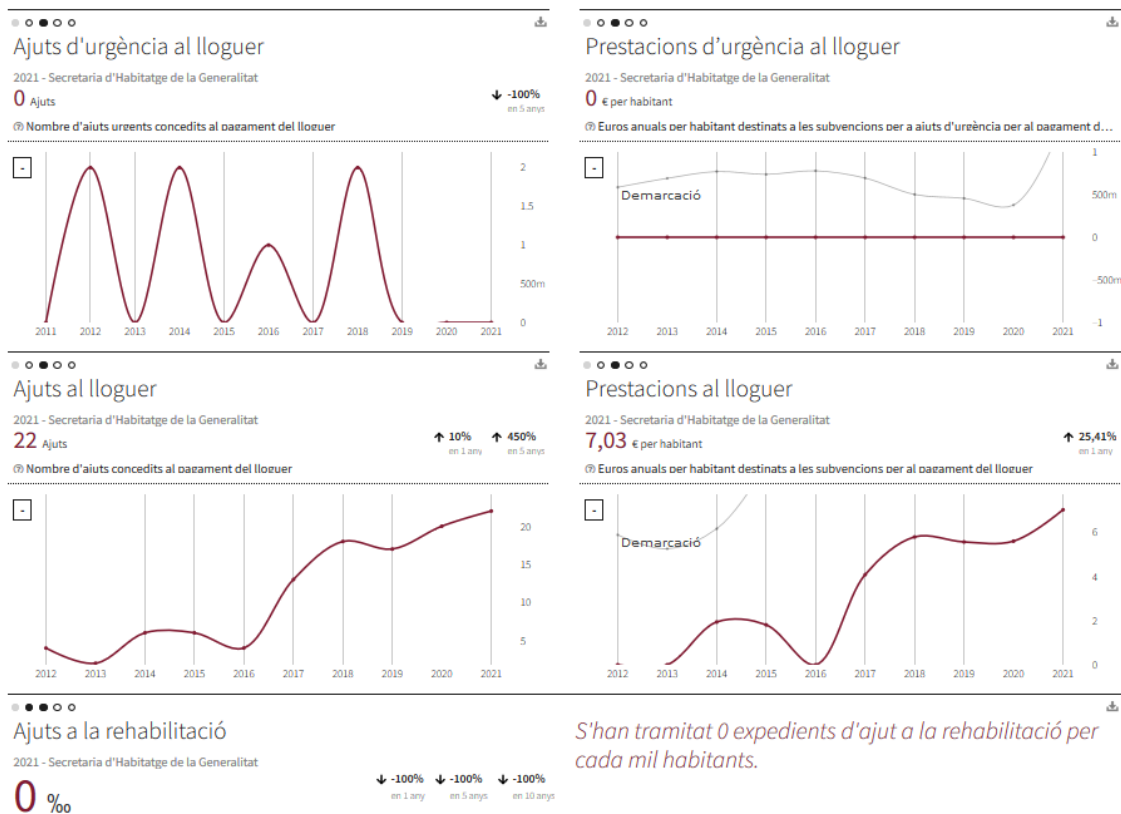 Ajuts d'urgència al lloguer
2021 - Secretaria d'Habitatge de la Generalitat
0 Ajuts
-100%
en 5 anys
Nombre d'ajuts urgents concedits al pagament del lloguer
-
2
1.5
1
500m
0
2011 2012 2013 2014 2015 2016 2017 2018 2019 2020 2021
Prestacions d’urgència al lloguer
2021 - Secretaria d'Habitatge de la Generalitat
0 € per habitant
Euros anuals per habitant destinats a les subvencions per a ajuts d'urgència per al pagament d...
-
Demarcació
1
500m
0
-500m
-1
2012 2013 2014 2015 2016 2017 2018 2019 2020 2021
Ajuts al lloguer
2021 - Secretaria d'Habitatge de la Generalitat
22 Ajuts
10% 450%
en 1 any en 5 anys
Nombre d'ajuts concedits al pagament del lloguer
-
20
15
10
5
2012 2013 2014 2015 2016 2017 2018 2019 2020 2021
Prestacions al lloguer
2021 - Secretaria d'Habitatge de la Generalitat
7,03 € per habitant
25,41%
en 1 any
Euros anuals per habitant destinats a les subvencions per al pagament del lloguer
-
Demarcació
6
4
2
0
2012 2013 2014 2015 2016 2017 2018 2019 2020 2021
Ajuts a la rehabilitació
2021 - Secretaria d'Habitatge de la Generalitat
0 ‰
-100% -100% -100%
en 1 any en 5 anys en 10 anys
S'han tramitat 0 expedients d'ajut a la rehabilitació per
cada mil habitants.